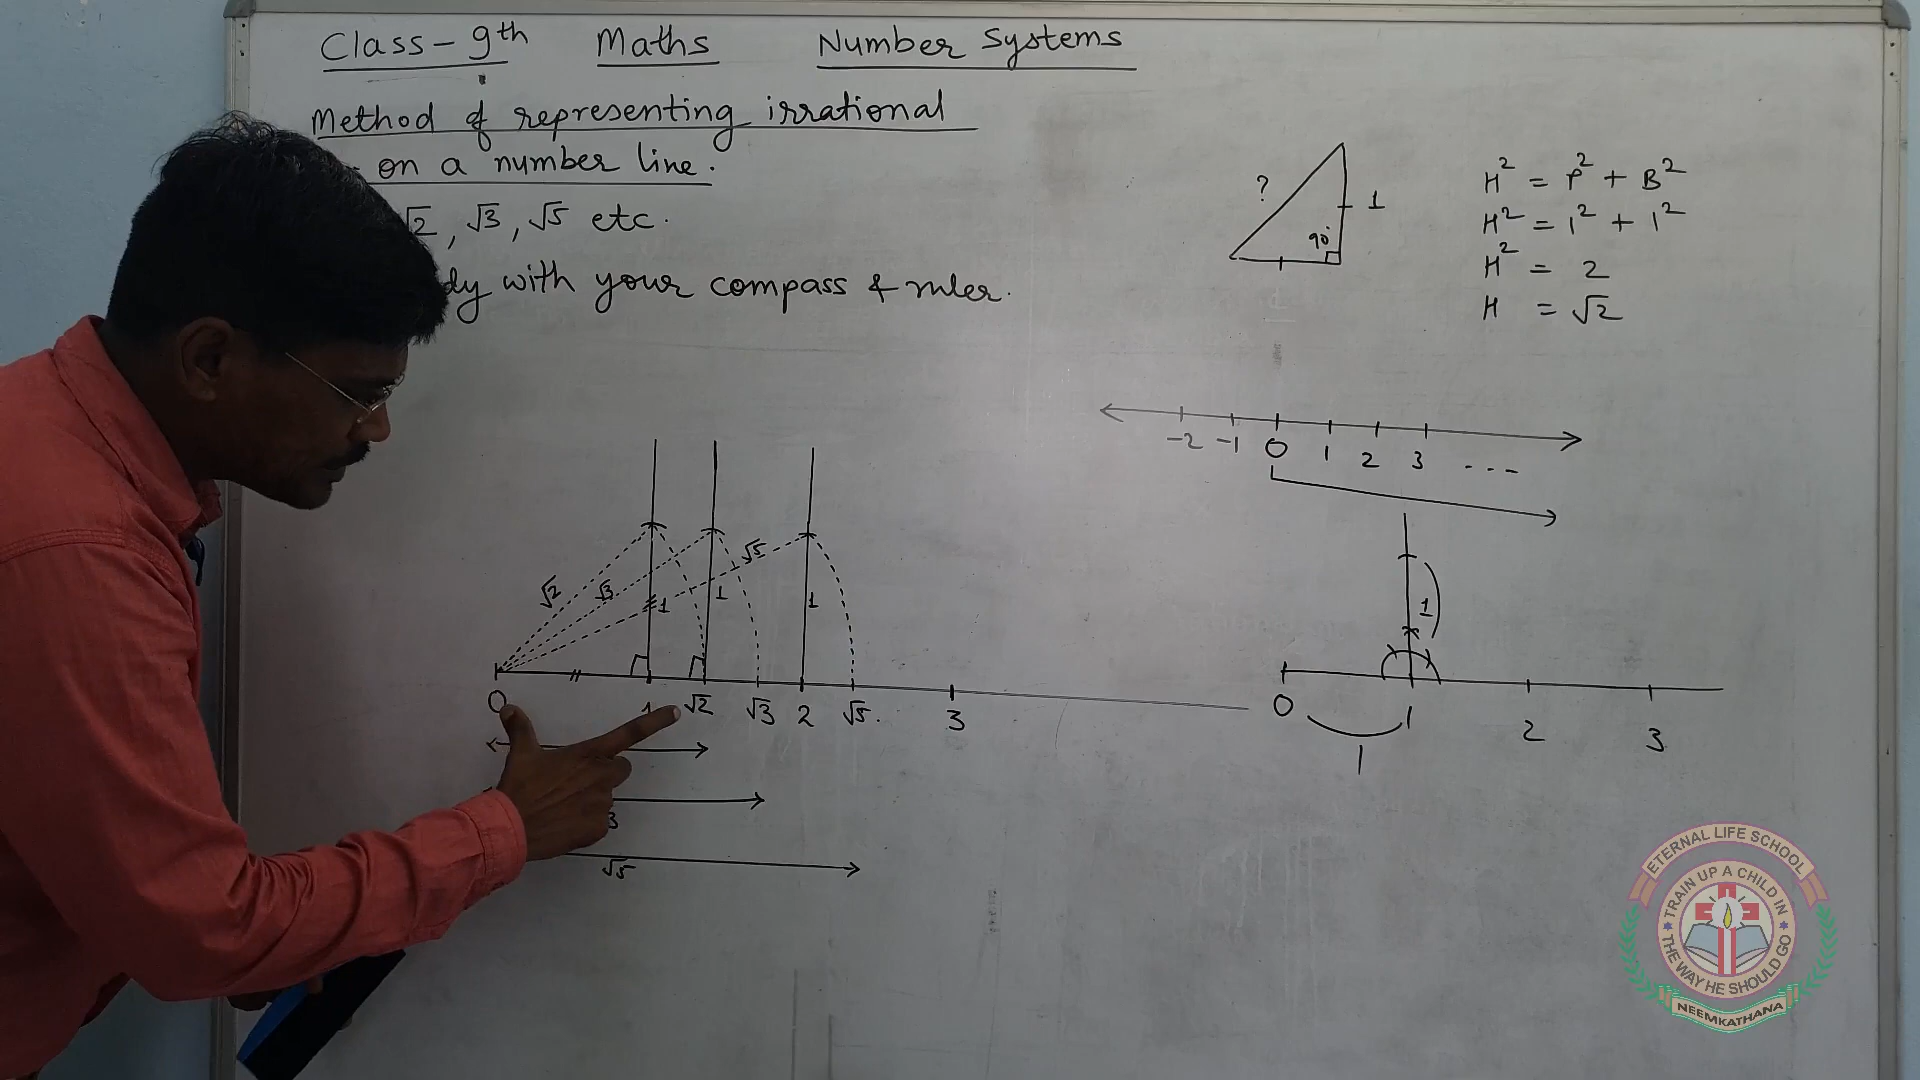 Class - 9th Maths Number Systems
Method of representing irrational
on a number line.
√2, √3, √5 etc.
with your compass & ruler.
? 1 90°
H² = P² + B²
H² = 1² + 1²
H² = 2
H = √2
-2 -1 0 1 2 3 ...
√2 √3 √5
1 1 1
0 1 √2 √3 2 √5. 3
3
√5
1
0 1 2 3
1
ETERNAL LIFE SCHOOL
TRAIN UP A CHILD IN
THE WAY HE SHOULD GO
NEEMKATHANA